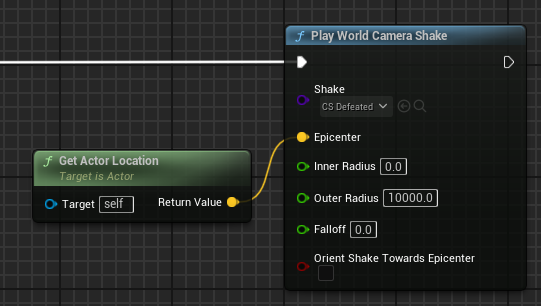 Play World Camera Shake
Shake
CS Defeated
Epicenter
Inner Radius 0.0
Outer Radius 10000.0
Falloff 0.0
Orient Shake Towards Epicenter
Get Actor Location
Target is Actor
Target self Return Value